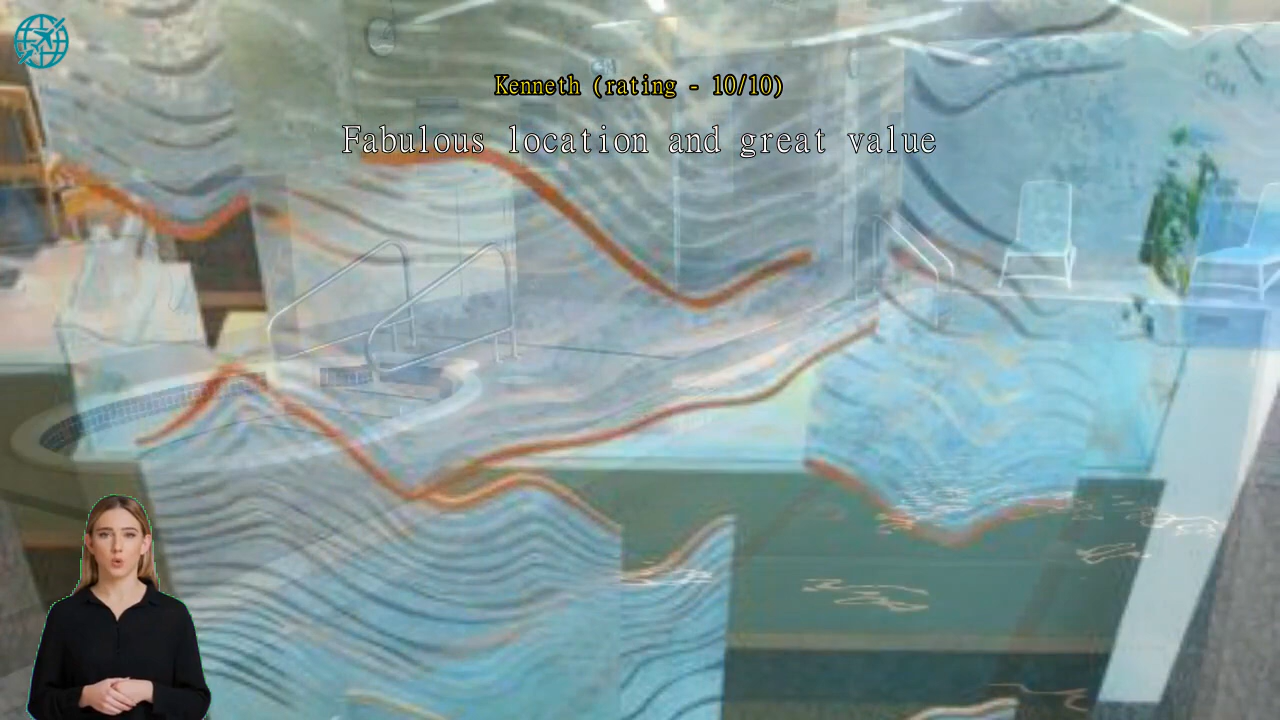 Kenneth (rating - 10/10)
Fabulous location and great value